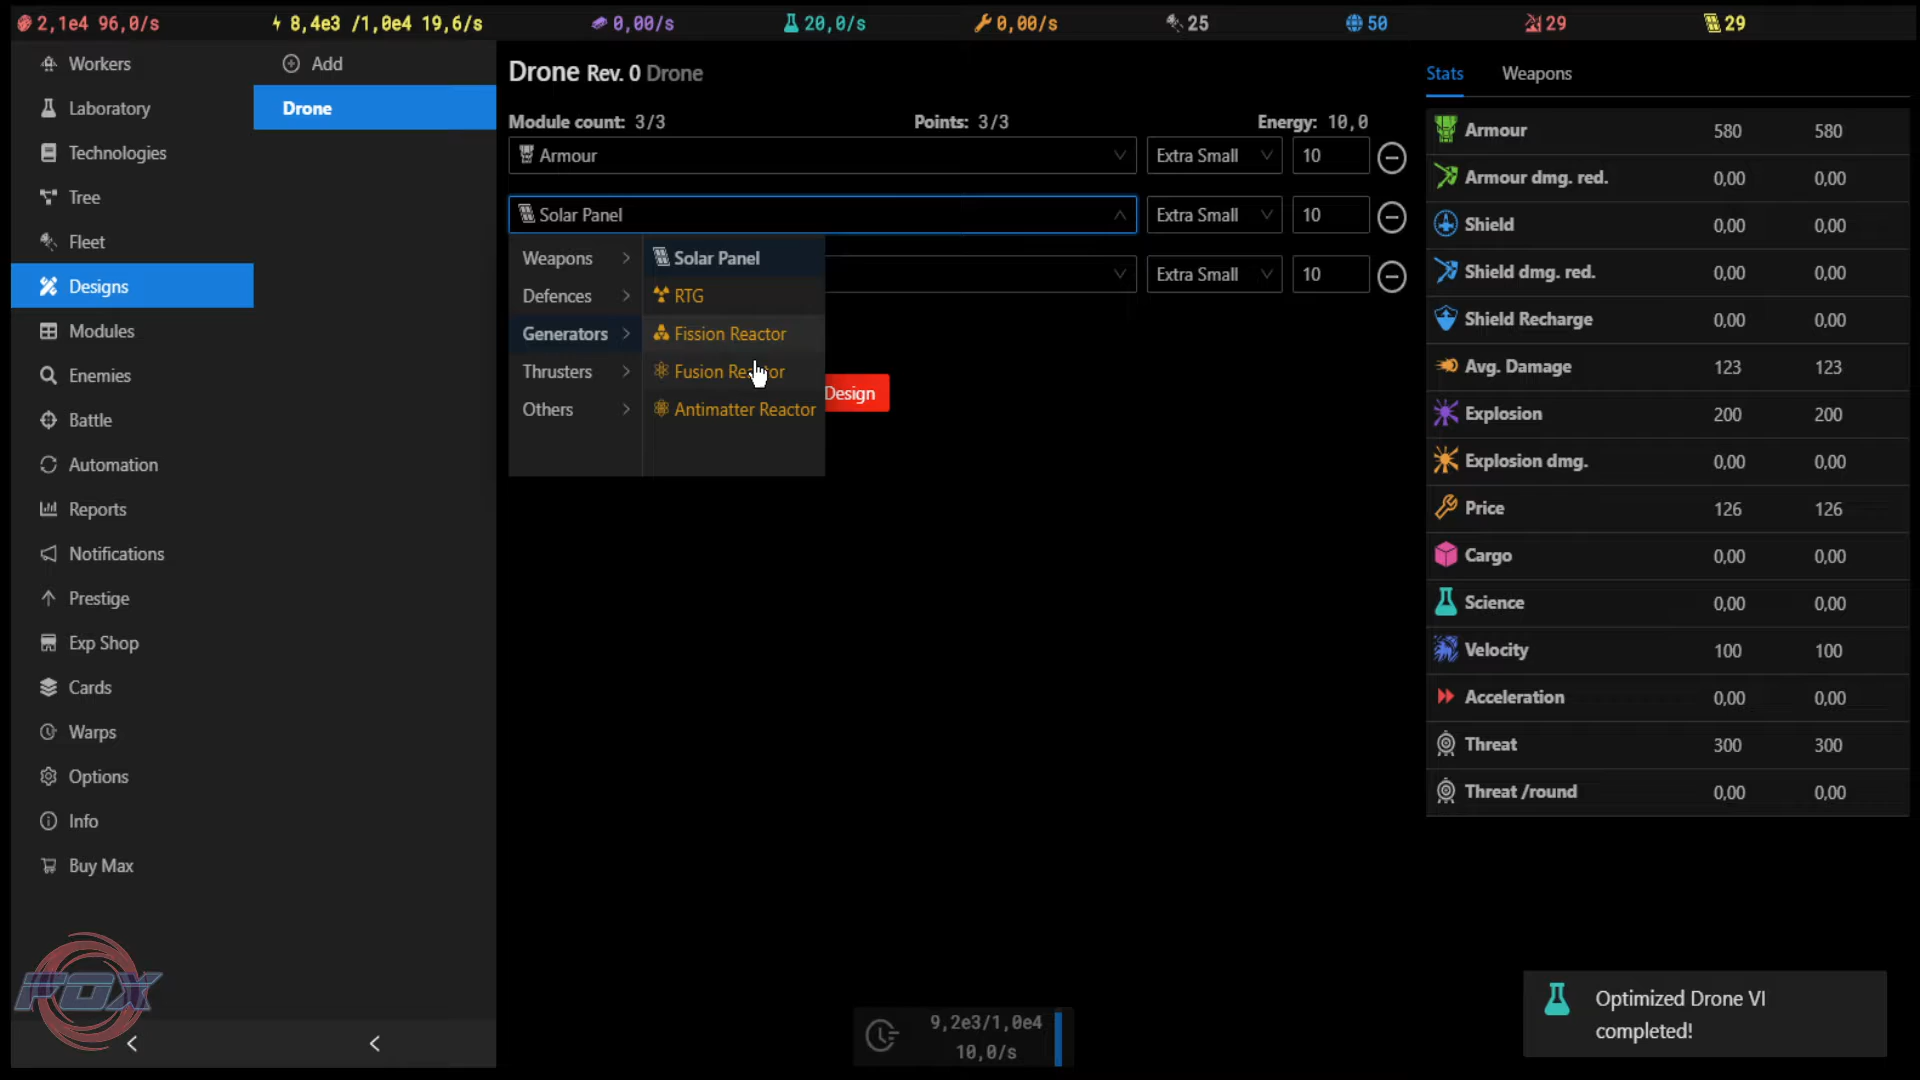 2,1e4 96,0/s
8,4e3 /1,0e4 19,6/s
0,00/s
20,0/s
0,00/s
25
50
29
29
Workers
Laboratory
Technologies
Tree
Fleet
Designs
Modules
Enemies
Battle
Automation
Reports
Notifications
Prestige
Exp Shop
Cards
Warps
Options
Info
Buy Max
FOX
Add
Drone
Drone Rev. 0 Drone
Module count: 3/3
Points: 3/3
Energy: 10,0
Armour
Extra Small
10
Solar Panel
Extra Small
10
Extra Small
10
Weapons
Defences
Generators
Thrusters
Others
Solar Panel
RTG
Fission Reactor
Antimatter Reactor
Design
Stats
Weapons
Armour 580 580
Armour dmg. red. 0,00 0,00
Shield 0,00 0,00
Shield dmg. red. 0,00 0,00
Shield Recharge 0,00 0,00
Avg. Damage 123 123
Explosion 200 200
Explosion dmg. 0,00 0,00
Price 126 126
Cargo 0,00 0,00
Science 0,00 0,00
Velocity 100 100
Acceleration 0,00 0,00
Threat 300 300
Threat /round 0,00 0,00
9,2e3/1,0e4
10,0/s
Optimized Drone VI
completed!